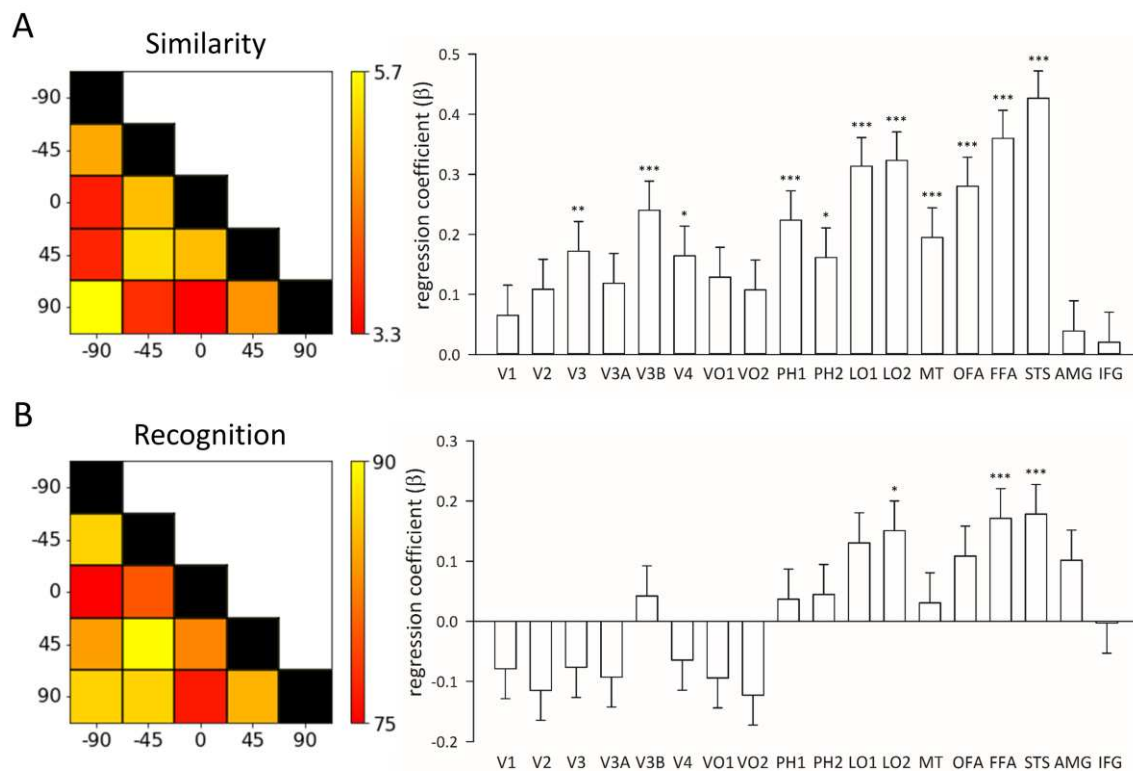 A
Similarity
-90
-45
0
45
90
-90 -45 0 45 90
5.7
3.3
regression coefficient (β)
0.5
0.4
0.3
0.2
0.1
0.0
** *** * *** * *** *** *** *** *** ***
V1 V2 V3 V3A V3B V4 VO1 VO2 PH1 PH2 LO1 LO2 MT OFA FFA STS AMG IFG
B
Recognition
-90
-45
0
45
90
-90 -45 0 45 90
90
75
regression coefficient (β)
0.3
0.2
0.1
0.0
-0.1
-0.2
* *** ***
V1 V2 V3 V3A V3B V4 VO1 VO2 PH1 PH2 LO1 LO2 MT OFA FFA STS AMG IFG